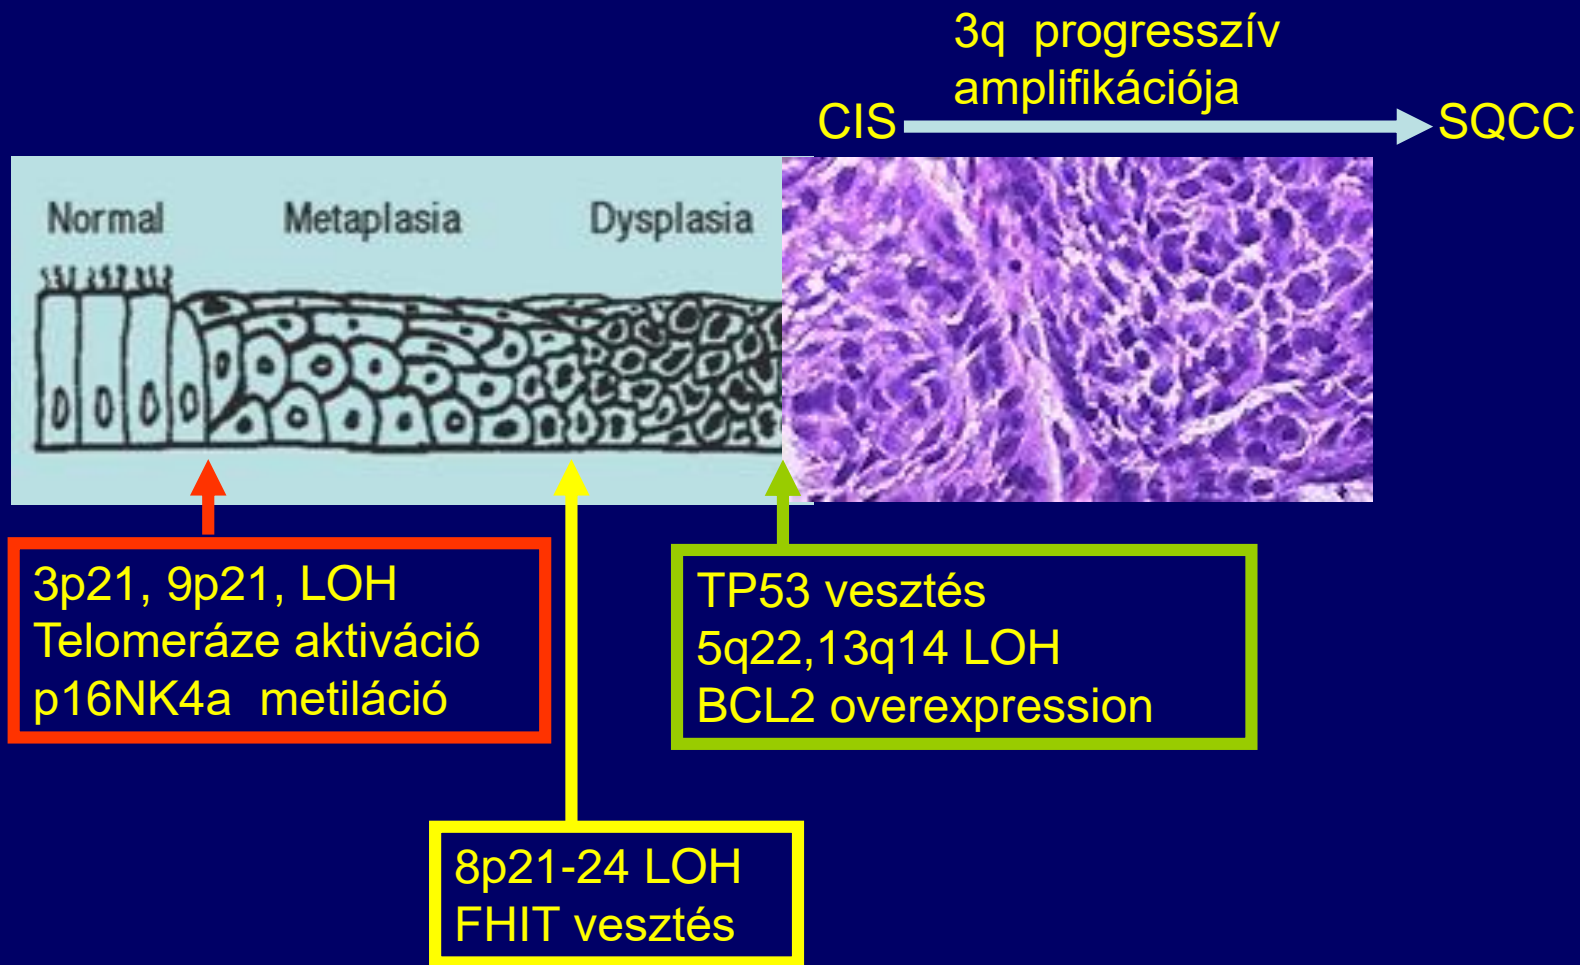 3q progresszív
amplifikációja
CIS
SQCC
Normal
Metaplasia
Dysplasia
3p21, 9p21, LOH
Telomeráze aktiváció
p16NK4a metiláció
TP53 vesztés
5q22,13q14 LOH
BCL2 overexpression
8p21-24 LOH
FHIT vesztés